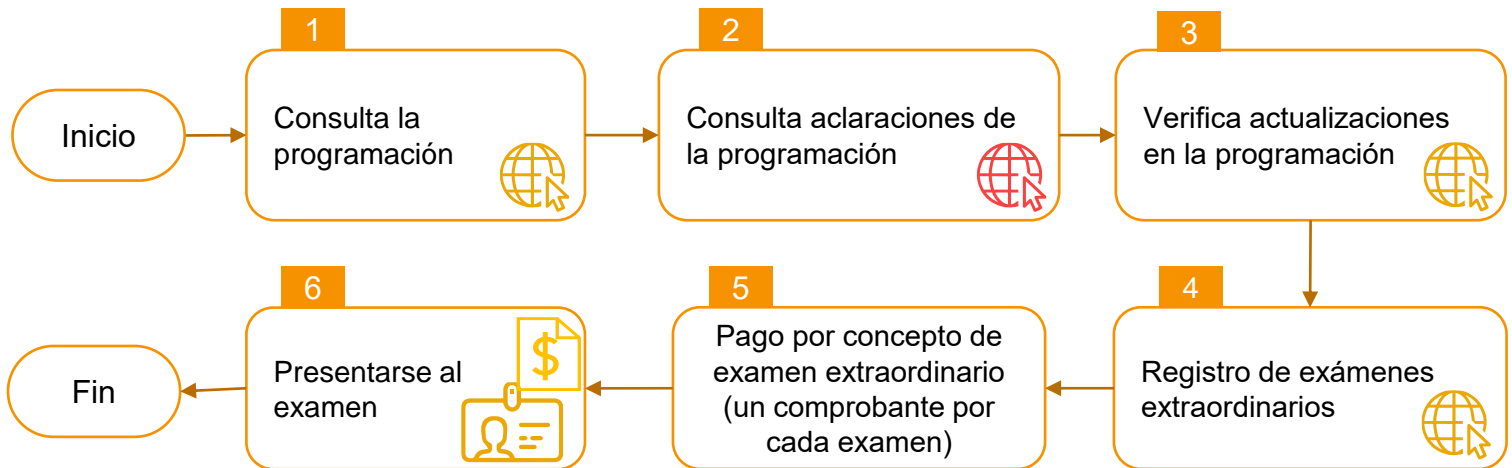 1
2
3
Inicio
Consulta la
programación
Consulta aclaraciones de
la programación
Verifica actualizaciones
en la programación
6
5
4
Fin
Presentarse al
examen
$
Pago por concepto de
examen extraordinario
(un comprobante por
cada examen)
Registro de exámenes
extraordinarios